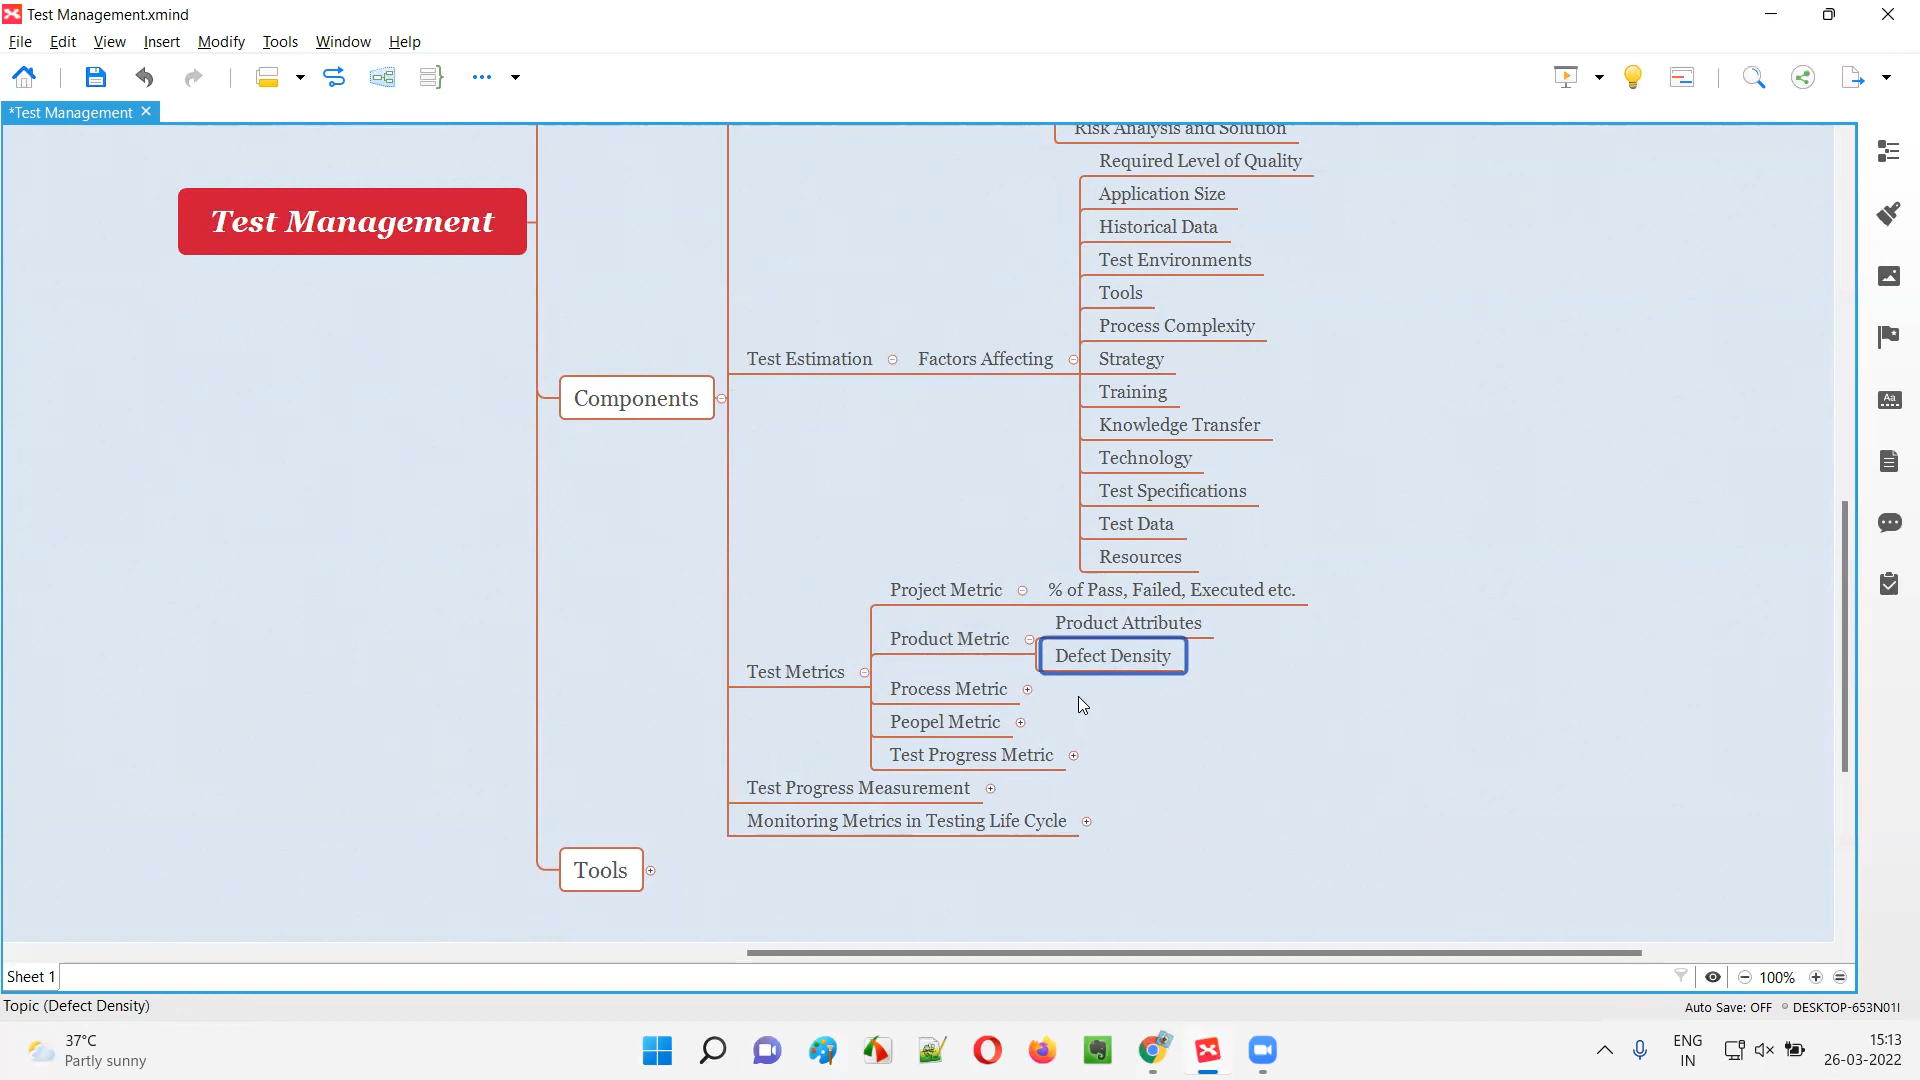 Test Management.xmind
File Edit View Insert Modify Tools Window Help
*Test Management
Risk Analysis and Solution
Required Level of Quality
Application Size
Historical Data
Test Environments
Tools
Process Complexity
Strategy
Training
Knowledge Transfer
Technology
Test Specifications
Test Data
Resources
Test Management
Components
Test Estimation Factors Affecting
Project Metric % of Pass, Failed, Executed etc.
Product Attributes
Product Metric
Defect Density
Test Metrics
Process Metric
Peopel Metric
Test Progress Metric
Test Progress Measurement
Monitoring Metrics in Testing Life Cycle
Tools
Sheet 1
100%
Topic (Defect Density)
Auto Save: OFF DESKTOP-653N01I
37°C
Partly sunny
ENG
IN
15:13
26-03-2022
Aa